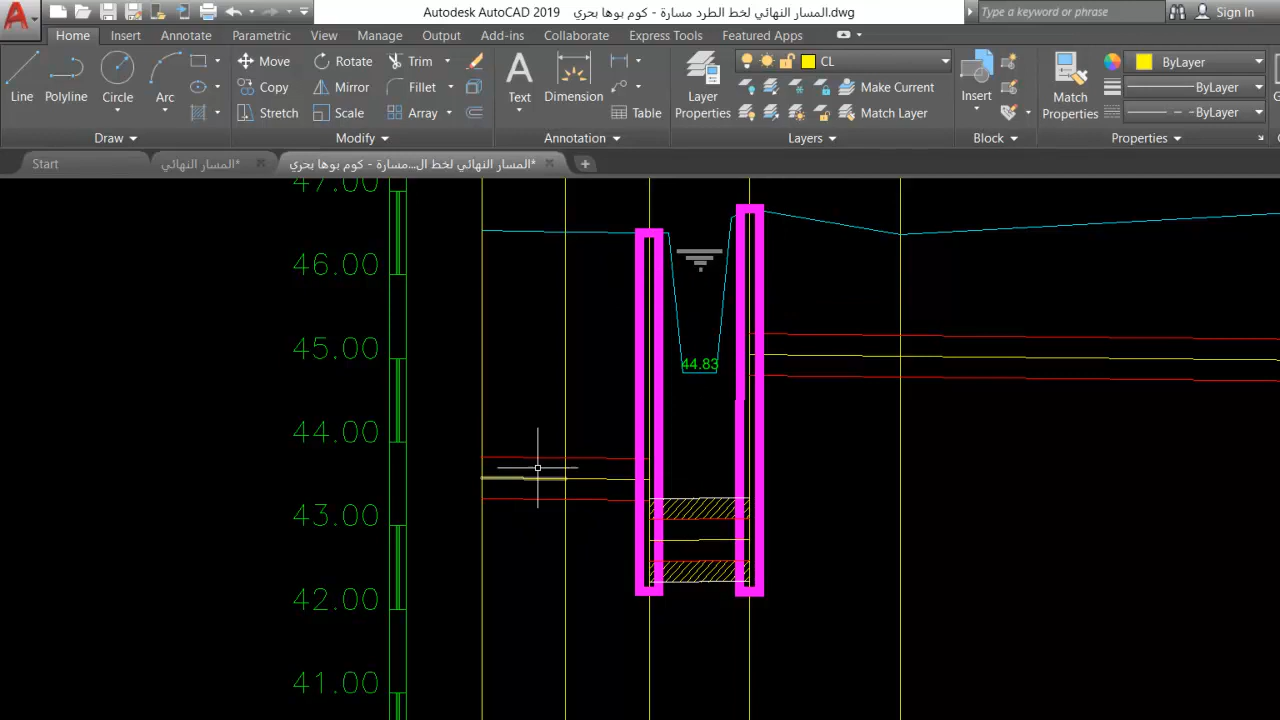 Autodesk AutoCAD 2019 المسار النهائي لخط الطرد مسارة - كوم بوها بحري.dwg
Type a keyword or phrase
Sign In
Home Insert Annotate Parametric View Manage Output Add-ins Collaborate Express Tools Featured Apps
Line
Polyline
Circle
Arc
Move
Copy
Stretch
Rotate
Mirror
Scale
Trim
Fillet
Array
Text
Dimension
Table
Layer
Properties
CL
Make Current
Match Layer
Insert
Match
Properties
ByLayer
ByLayer
ByLayer
Draw
Modify
Annotation
Layers
Block
Properties
Start
المسار النهائي*
المسار النهائي لخط ال...مسارة - كوم بوها بحري*
47.00
46.00
45.00
44.83
44.00
43.00
42.00
41.00